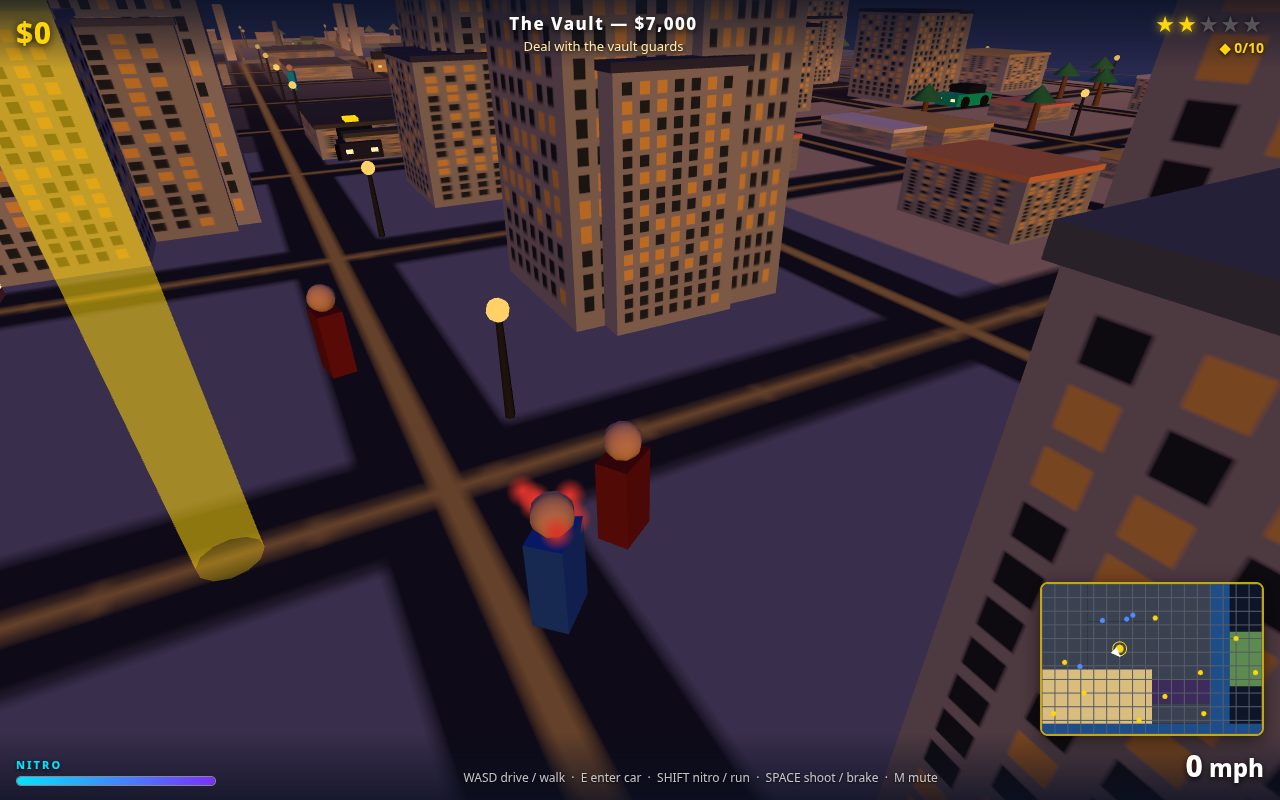 $0
The Vault — $7,000
Deal with the vault guards
★★★★★
◆ 0/10
NITRO
WASD drive / walk · E enter car · SHIFT nitro / run · SPACE shoot / brake · M mute
0 mph